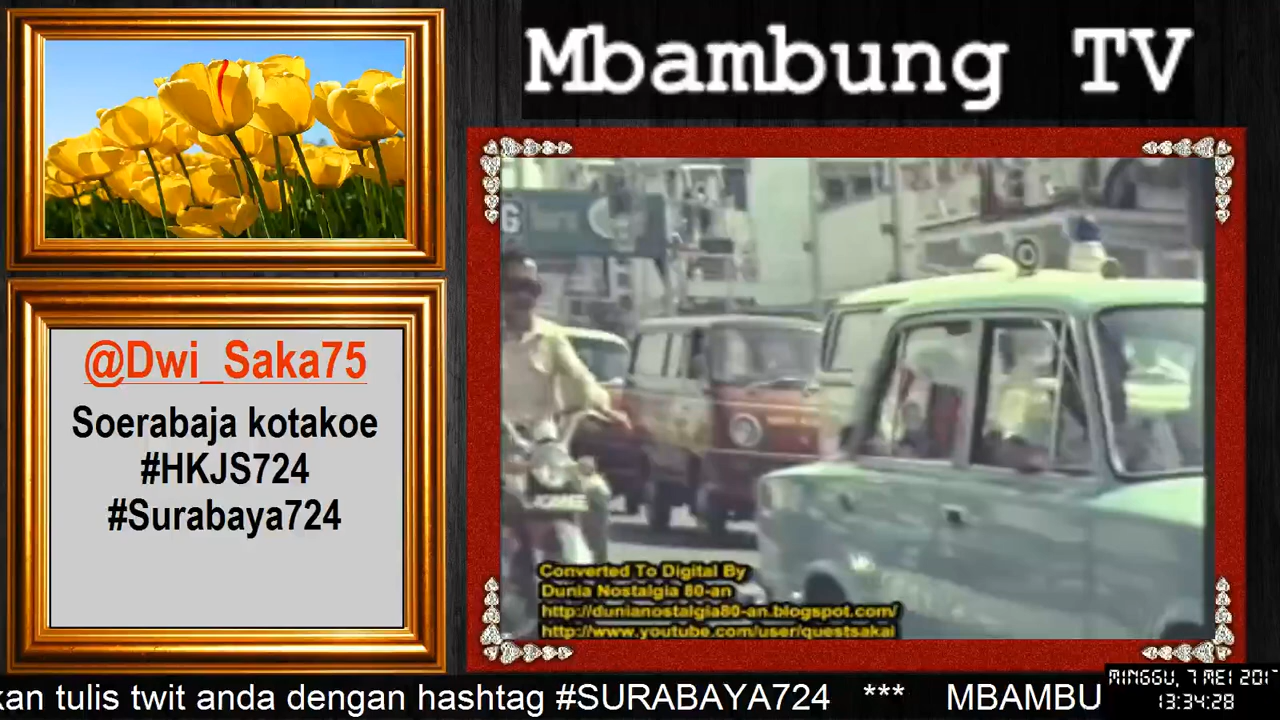 Mbambung TV
@Dwi_Saka75
Soerabaja kotakoe
#HKJS724
#Surabaya724
G
Converted To Digital By
Dunia Nostalgia 80-an
http://dunianostalgia80-an.blogspot.com/
http://www.youtube.com/user/questsakai
kan tulis twit anda dengan hashtag #SURABAYA724 *** MBAMBU
MINGGU, 7 MEI 2017
13:34:28